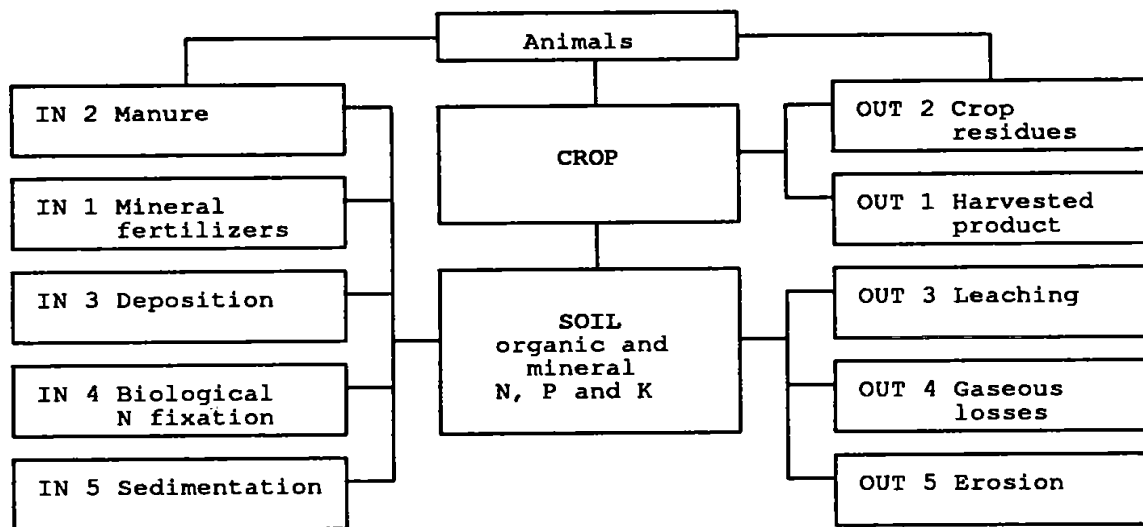 Animals
IN 2 Manure
IN 1 Mineral
fertilizers
IN 3 Deposition
IN 4 Biological
N fixation
IN 5 Sedimentation
CROP
SOIL
organic and
mineral
N, P and K
OUT 2 Crop
residues
OUT 1 Harvested
product
OUT 3 Leaching
OUT 4 Gaseous
losses
OUT 5 Erosion